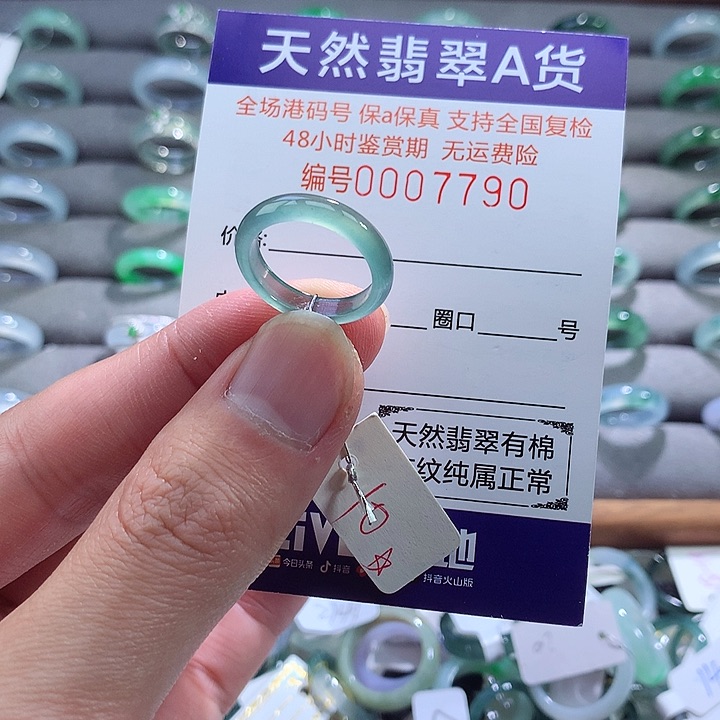 天然翡翠A货
全场港码号 保a保真 支持全国复检
48小时鉴赏期 无运费险
编号0007790
价
圈口 号
天然翡翠有棉
纹纯属正常
今日头条 抖音 抖音火山版